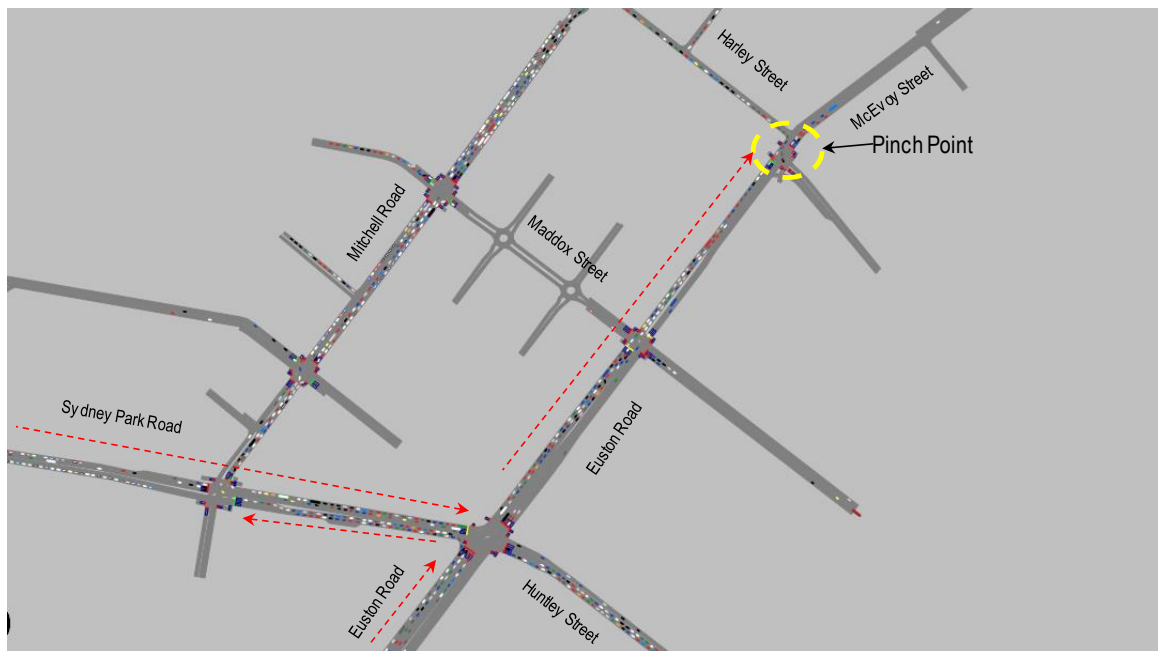 Harley Street
McEvoy Street
Pinch Point
Mitchell Road
Maddox Street
Sydney Park Road
Euston Road
Euston Road
Huntley Street